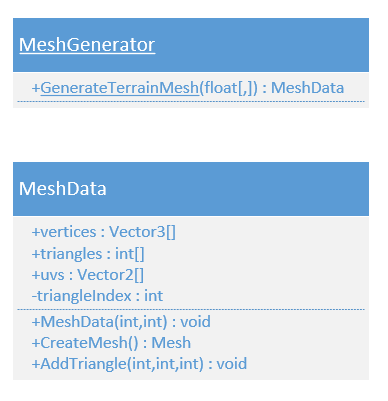 MeshGenerator
+GenerateTerrainMesh(float[,]) : MeshData
MeshData
+vertices : Vector3[]
+triangles : int[]
+uvs : Vector2[]
-triangleIndex : int
+MeshData(int,int) : void
+CreateMesh() : Mesh
+AddTriangle(int,int,int) : void